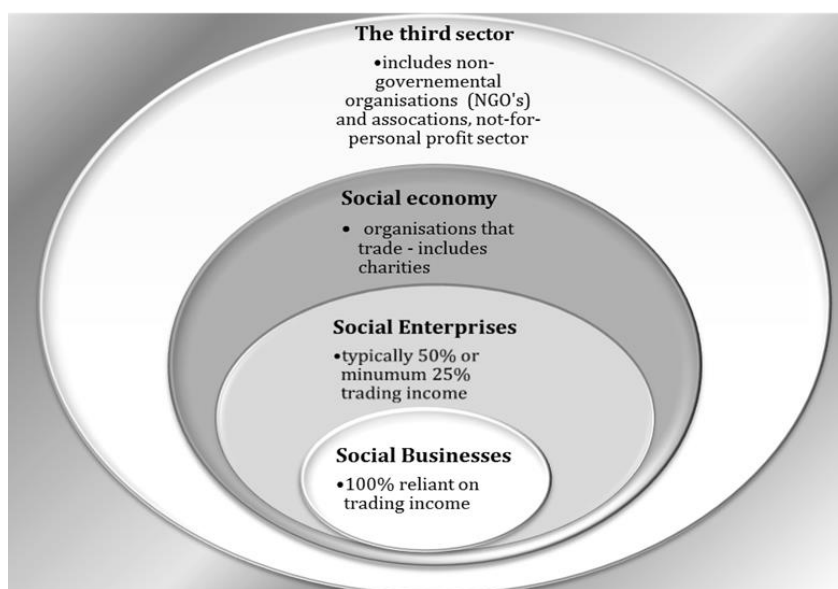 The third sector
•includes non-
governemental
organisations (NGO's)
and assocations, not-for-
personal profit sector
Social economy
• organisations that
trade - includes
charities
Social Enterprises
•typically 50% or
minumum 25%
trading income
Social Businesses
•100% reliant on
trading income